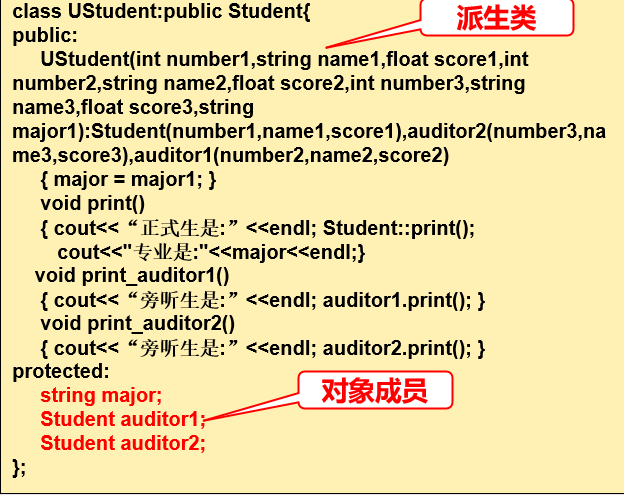 class UStudent:public Student{
派生类
public:
UStudent(int number1,string name1,float score1,int
number2,string name2,float score2,int number3,string
name3,float score3,string
major1):Student(number1,name1,score1),auditor2(number3,na
me3,score3),auditor1(number2,name2,score2)
{ major = major1; }
void print()
{ cout<<“正式生是:”<<endl; Student::print();
cout<<"专业是:"<<major<<endl;}
void print_auditor1()
{ cout<<“旁听生是:”<<endl; auditor1.print(); }
void print_auditor2()
{ cout<<“旁听生是:”<<endl; auditor2.print(); }
protected:
string major;
对象成员
Student auditor1;
Student auditor2;
};